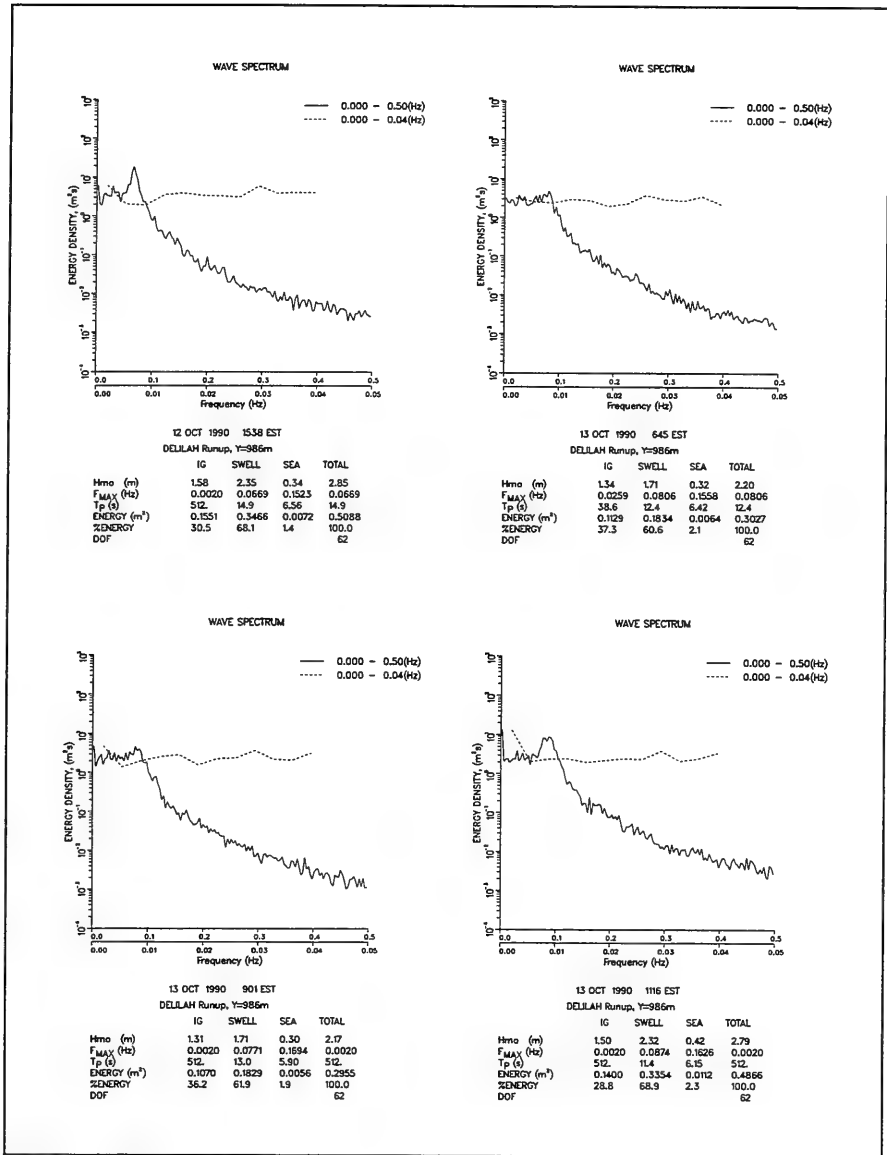 WAVE SPECTRUM
0.000 - 0.50(Hz)
0.000 - 0.04(Hz)
ENERGY DENSITY, (m²s)
0.0 0.1 0.2 0.3 0.4 0.5
0.00 0.01 0.02 0.03 0.04 0.05
Frequency (Hz)
12 OCT 1990 1538 EST
DELILAH Runup, Y=986m
IG SWELL SEA TOTAL
Hmo (m) 1.58 2.35 0.34 2.85
FMAX (Hz) 0.0020 0.0669 0.1523 0.0669
Tp (s) 512. 14.9 6.56 14.9
ENERGY (m²) 0.1551 0.3466 0.0072 0.5088
%ENERGY 30.5 68.1 1.4 100.0
DOF 62
WAVE SPECTRUM
0.000 - 0.50(Hz)
0.000 - 0.04(Hz)
ENERGY DENSITY, (m²s)
0.0 0.1 0.2 0.3 0.4 0.5
0.00 0.01 0.02 0.03 0.04 0.05
Frequency (Hz)
13 OCT 1990 645 EST
DELILAH Runup, Y=986m
IG SWELL SEA TOTAL
Hmo (m) 1.34 1.71 0.32 2.20
FMAX (Hz) 0.0259 0.0806 0.1558 0.0806
Tp (s) 38.6 12.4 6.42 12.4
ENERGY (m²) 0.1129 0.1834 0.0064 0.3027
%ENERGY 37.3 60.6 2.1 100.0
DOF 62
WAVE SPECTRUM
0.000 - 0.50(Hz)
0.000 - 0.04(Hz)
ENERGY DENSITY, (m²s)
0.0 0.1 0.2 0.3 0.4 0.5
0.00 0.01 0.02 0.03 0.04 0.05
Frequency (Hz)
13 OCT 1990 901 EST
DELILAH Runup, Y=986m
IG SWELL SEA TOTAL
Hmo (m) 1.31 1.71 0.30 2.17
FMAX (Hz) 0.0020 0.0771 0.1694 0.0020
Tp (s) 512. 13.0 5.90 512.
ENERGY (m²) 0.1070 0.1829 0.0056 0.2955
%ENERGY 36.2 61.9 1.9 100.0
DOF 62
WAVE SPECTRUM
0.000 - 0.50(Hz)
0.000 - 0.04(Hz)
ENERGY DENSITY, (m²s)
0.0 0.1 0.2 0.3 0.4 0.5
0.00 0.01 0.02 0.03 0.04 0.05
Frequency (Hz)
13 OCT 1990 1116 EST
DELILAH Runup, Y=986m
IG SWELL SEA TOTAL
Hmo (m) 1.50 2.32 0.42 2.79
FMAX (Hz) 0.0020 0.0874 0.1626 0.0020
Tp (s) 512. 11.4 6.15 512.
ENERGY (m²) 0.1400 0.3354 0.0112 0.4866
%ENERGY 28.8 68.9 2.3 100.0
DOF 62